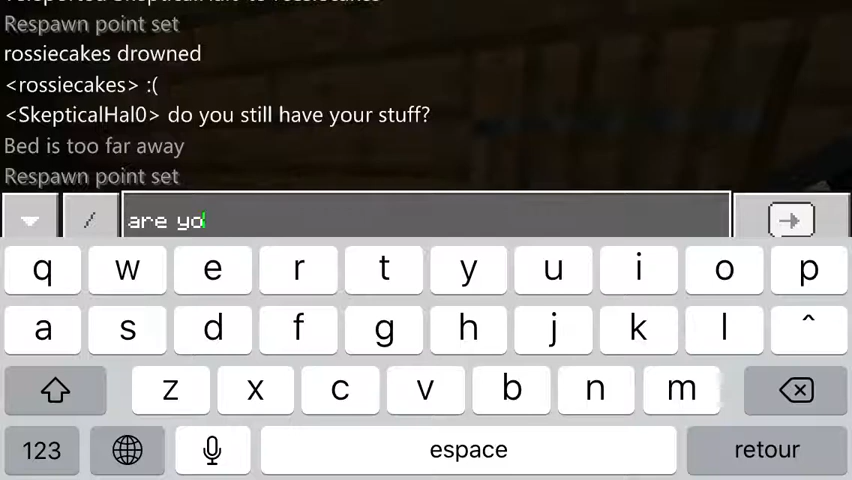 Respawn point set
rossiecakes drowned
<rossiecakes> :(
<SkepticalHal0> do you still have your stuff?
Bed is too far away
Respawn point set
/ are yo
q w e r t y u i o p
a s d f g h j k l ^
z x c v b n m
123 espace retour